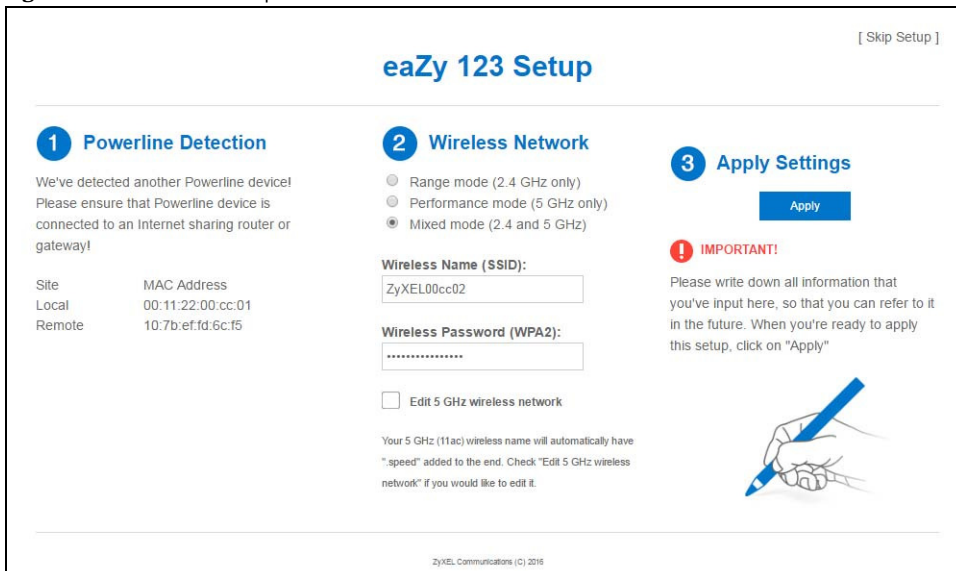 [ Skip Setup ]
eaZy 123 Setup
1 Powerline Detection
We've detected another Powerline device!
Please ensure that Powerline device is
connected to an Internet sharing router or
gateway!
Site MAC Address
Local 00:11:22:00:cc:01
Remote 10:7b:ef:fd:6c:f5
2 Wireless Network
Range mode (2.4 GHz only)
Performance mode (5 GHz only)
Mixed mode (2.4 and 5 GHz)
Wireless Name (SSID):
ZyXEL00cc02
Wireless Password (WPA2):
•••••••••••••••
Edit 5 GHz wireless network
Your 5 GHz (11ac) wireless name will automatically have
".speed" added to the end. Check "Edit 5 GHz wireless
network" if you would like to edit it.
3 Apply Settings
Apply
! IMPORTANT!
Please write down all information that
you've input here, so that you can refer to it
in the future. When you're ready to apply
this setup, click on "Apply"
ZyXEL Communications (C) 2016